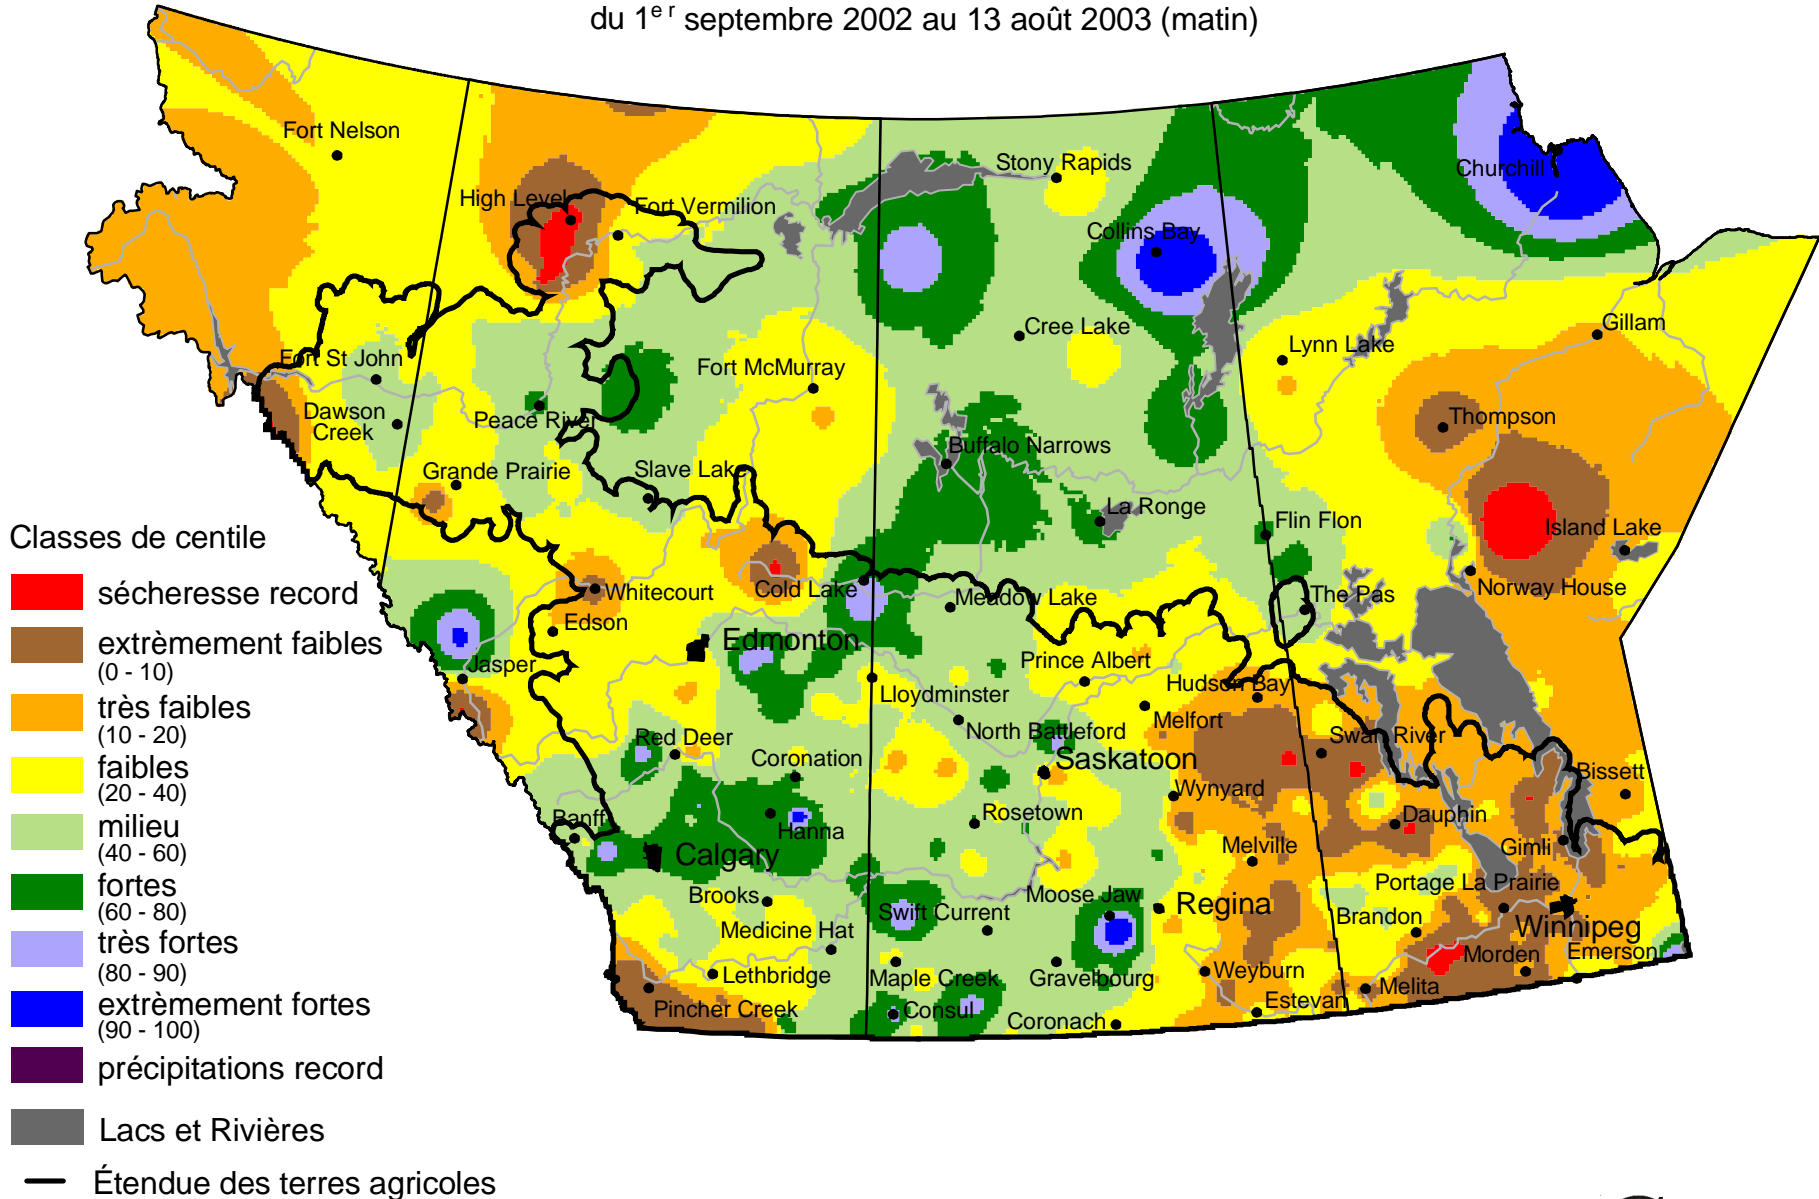 du 1er septembre 2002 au 13 août 2003 (matin)
Fort Nelson
High Level
Fort Vermilion
Stony Rapids
Churchill
Collins Bay
Cree Lake
Lynn Lake
Gillam
Fort St John
Fort McMurray
Dawson
Creek
Peace River
Thompson
Buffalo Narrows
Grande Prairie
Slave Lake
La Ronge
Flin Flon
Island Lake
Whitecourt
Cold Lake
Meadow Lake
The Pas
Norway House
Edson
Edmonton
Jasper
Prince Albert
Hudson Bay
Lloydminster
Melfort
North Battleford
Red Deer
Coronation
Saskatoon
Swan River
Bissett
Wynyard
Banff
Hanna
Rosetown
Dauphin
Calgary
Melville
Gimli
Brooks
Swift Current
Moose Jaw
Regina
Portage La Prairie
Brandon
Winnipeg
Medicine Hat
Lethbridge
Maple Creek
Gravelbourg
Weyburn
Morden
Emerson
Pincher Creek
Consul
Coronach
Estevan
Melita
Classes de centile
sécheresse record
extrèmement faibles
(0 - 10)
très faibles
(10 - 20)
faibles
(20 - 40)
milieu
(40 - 60)
fortes
(60 - 80)
très fortes
(80 - 90)
extrèmement fortes
(90 - 100)
précipitations record
Lacs et Rivières
Étendue des terres agricoles